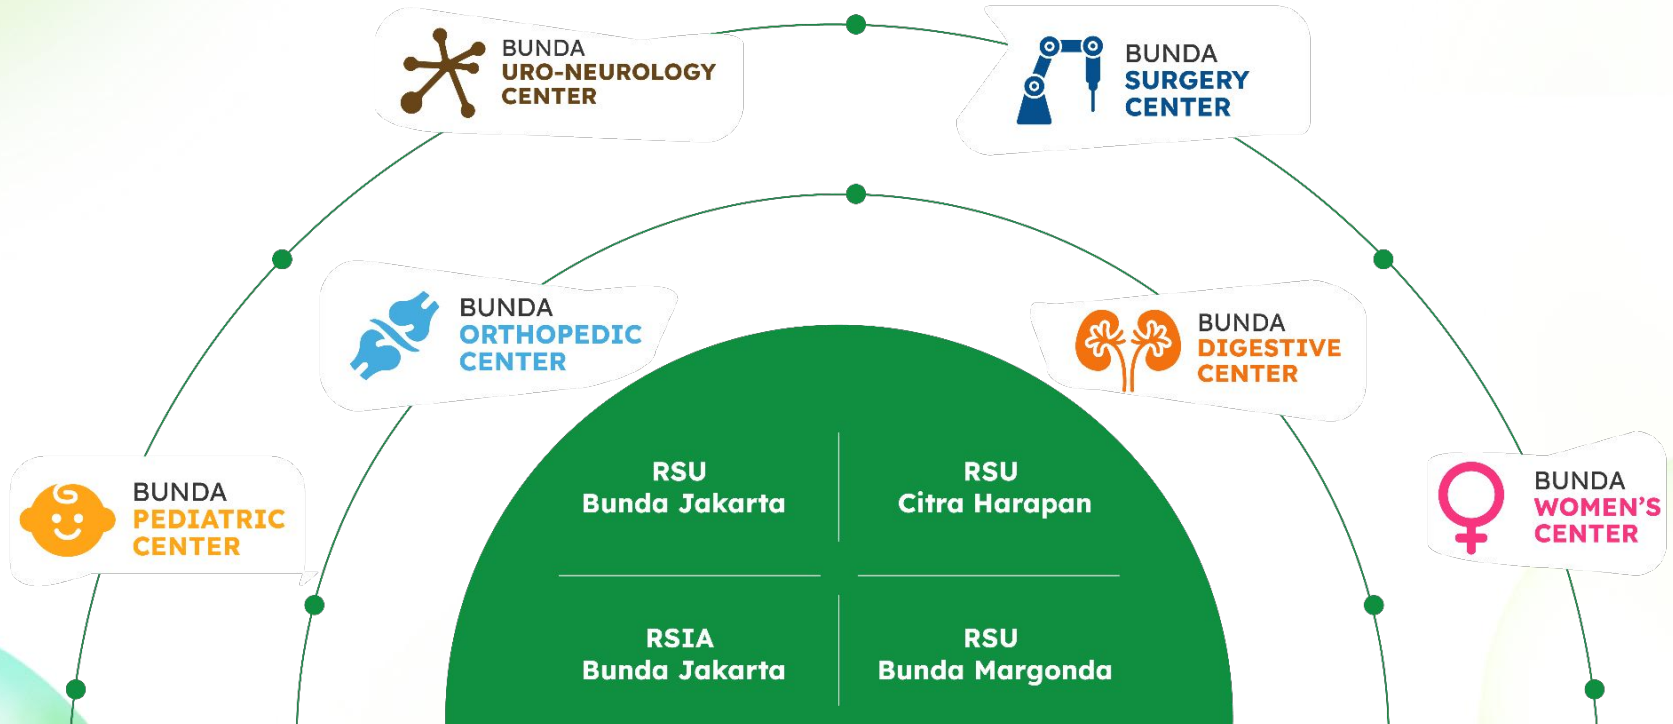 BUNDA
URO-NEUROLOGY
CENTER
BUNDA
SURGERY
CENTER
BUNDA
ORTHOPEDIC
CENTER
BUNDA
DIGESTIVE
CENTER
BUNDA
PEDIATRIC
CENTER
BUNDA
WOMEN'S
CENTER
RSU
Bunda Jakarta
RSU
Citra Harapan
RSIA
Bunda Jakarta
RSU
Bunda Margonda